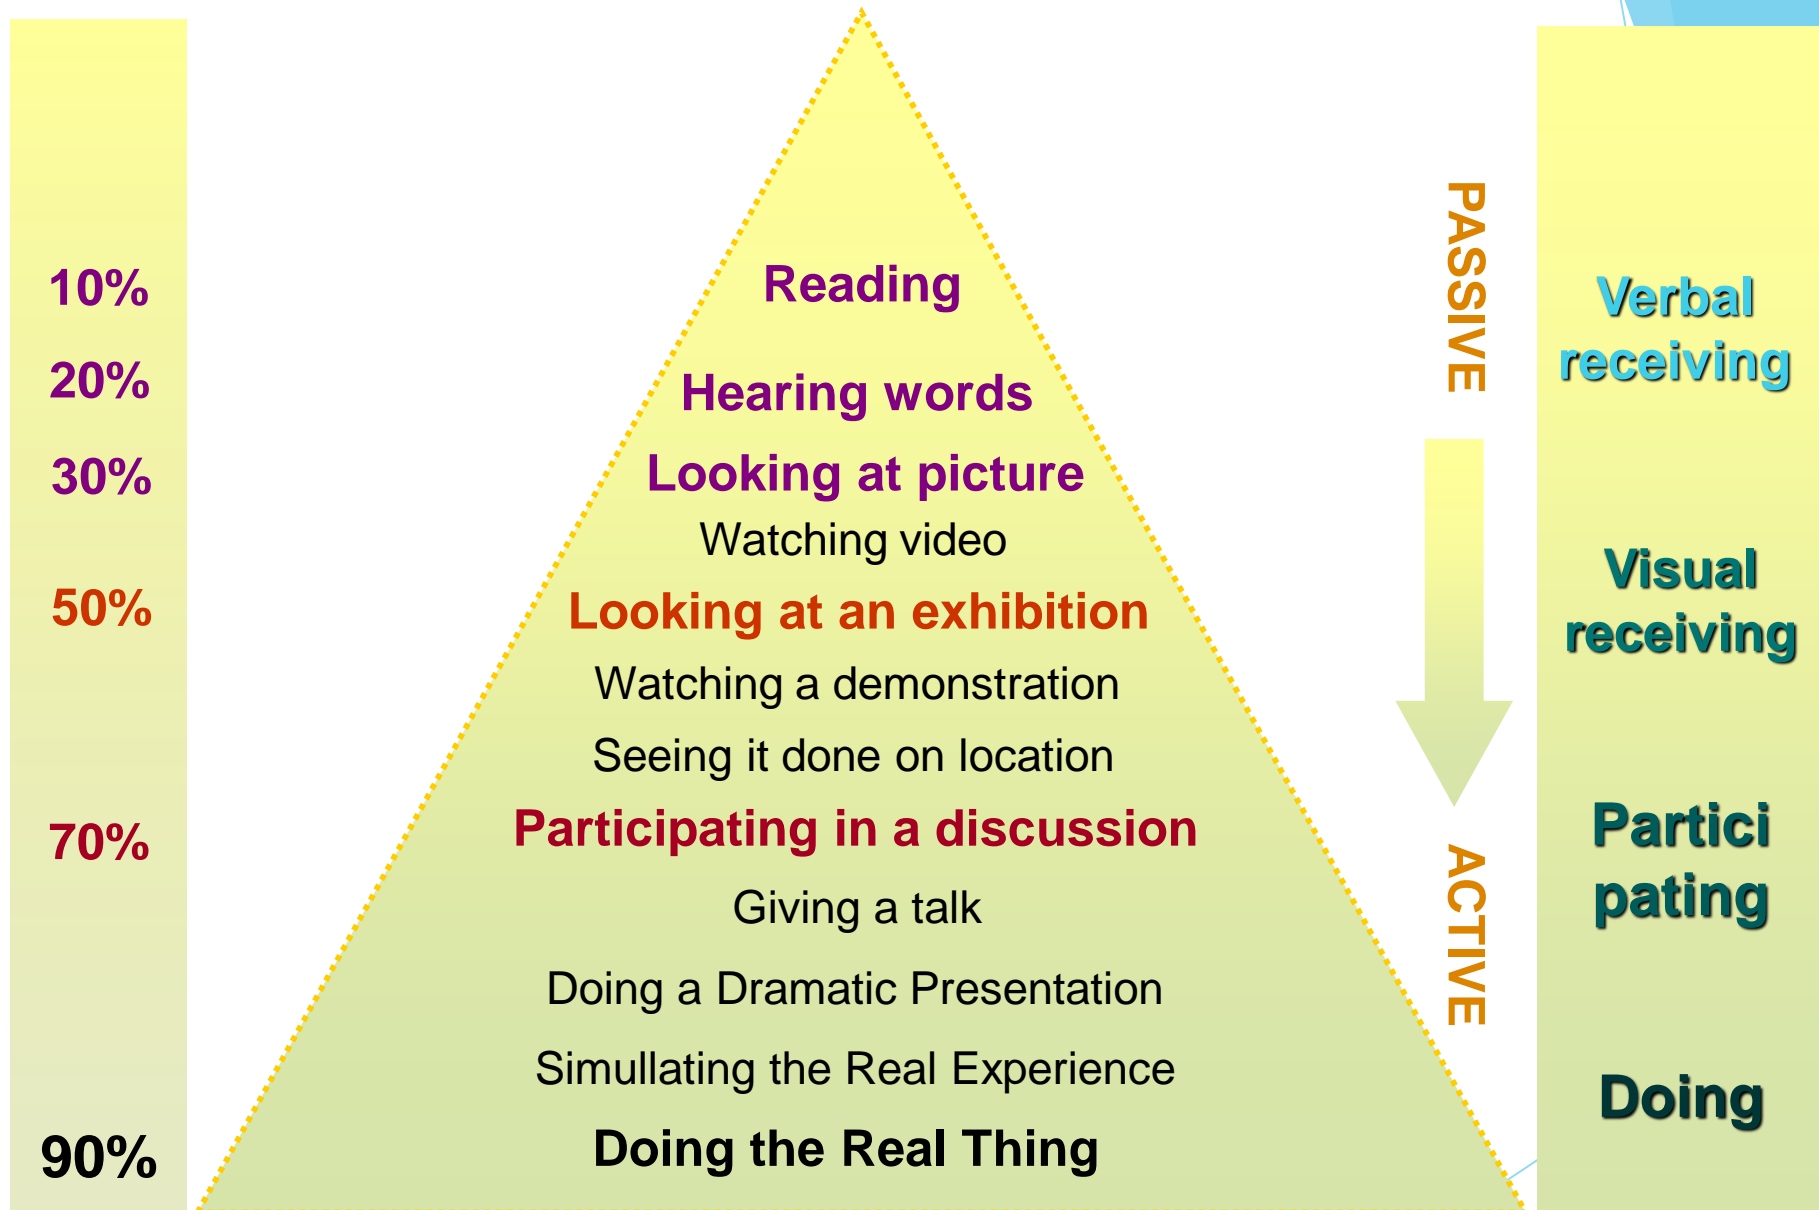 10%
Reading
20%
Hearing words
30%
Looking at picture
Watching video
50%
Looking at an exhibition
Watching a demonstration
Seeing it done on location
70%
Participating in a discussion
Giving a talk
Doing a Dramatic Presentation
Simullating the Real Experience
90%
Doing the Real Thing
PASSIVE
ACTIVE
Verbal
receiving
Visual
receiving
Partici
pating
Doing